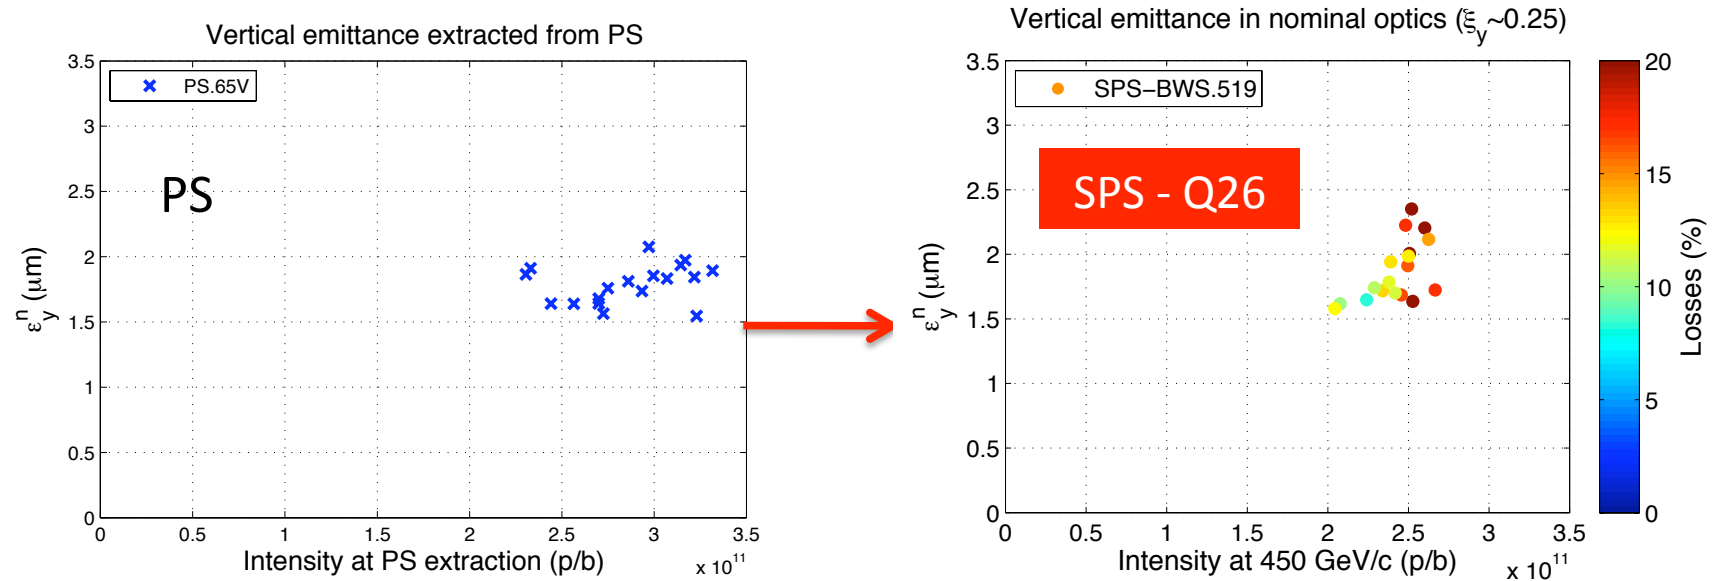 Vertical emittance extracted from PS
3.5
3
2.5
2
1.5
1
0.5
0
0 0.5 1 1.5 2 2.5 3 3.5
ε_y^n (μm)
PS.65V
PS
Intensity at PS extraction (p/b)
x 10^11
Vertical emittance in nominal optics (ξ_y~0.25)
3.5
3
2.5
2
1.5
1
0.5
0
0 0.5 1 1.5 2 2.5 3 3.5
ε_y^n (μm)
SPS-BWS.519
SPS - Q26
Intensity at 450 GeV/c (p/b)
x 10^11
20
15
10
5
0
Losses (%)